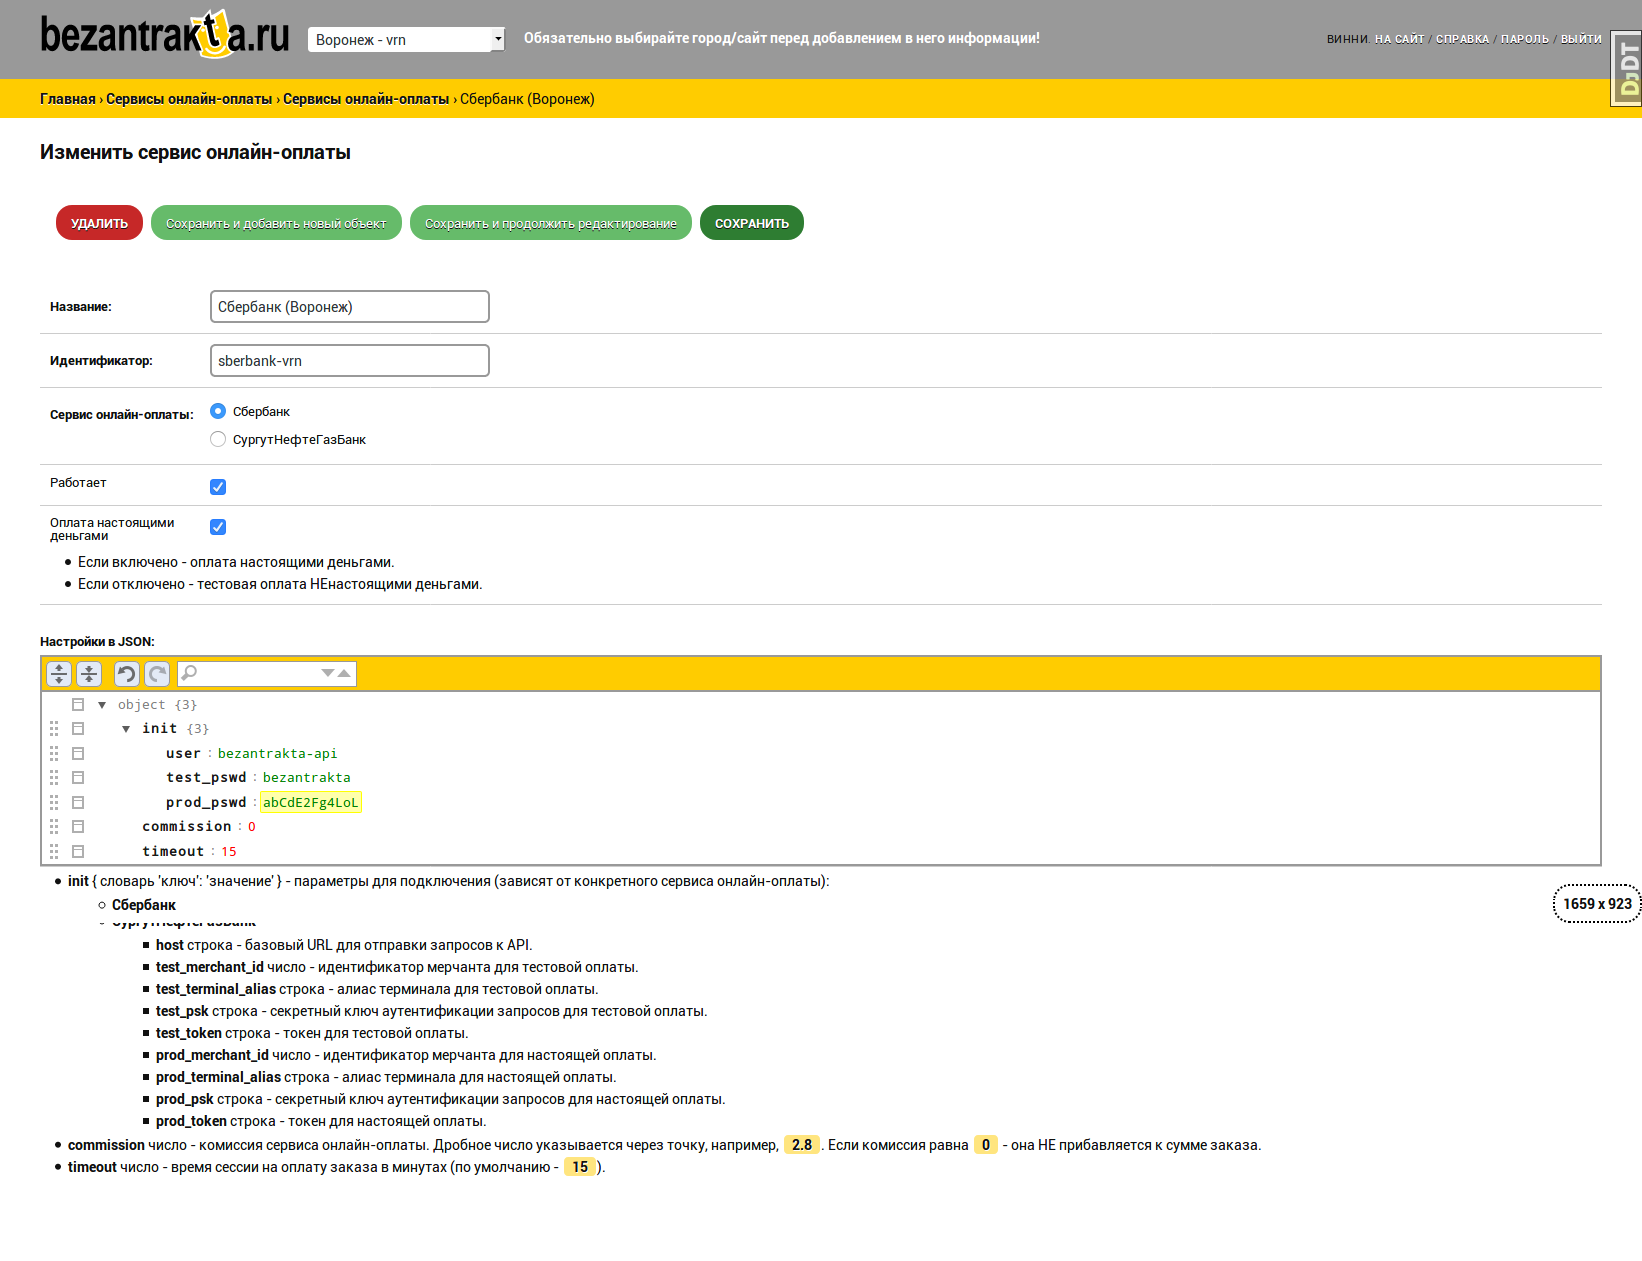 bezantrakta.ru
Воронеж - vrn
Обязательно выбирайте город/сайт перед добавлением в него информации!
ВИННИ. НА САЙТ / СПРАВКА / ПАРОЛЬ / ВЫЙТИ
DjDT
Главная › Сервисы онлайн-оплаты › Сервисы онлайн-оплаты › Сбербанк (Воронеж)
Изменить сервис онлайн-оплаты
УДАЛИТЬ
Сохранить и добавить новый объект
Сохранить и продолжить редактирование
СОХРАНИТЬ
Название:
Сбербанк (Воронеж)
Идентификатор:
sberbank-vrn
Сервис онлайн-оплаты:
Сбербанк
СургутНефтеГазБанк
Работает
Оплата настоящими
деньгами
Если включено - оплата настоящими деньгами.
Если отключено - тестовая оплата НЕнастоящими деньгами.
Настройки в JSON:
object {3}
init {3}
user : bezantrakta-api
test_pswd : bezantrakta
prod_pswd : abCdE2Fg4LoL
commission : 0
timeout : 15
init { словарь 'ключ': 'значение' } - параметры для подключения (зависят от конкретного сервиса онлайн-оплаты):
Сбербанк
1659 x 923
СургутНефтеГазБанк
host строка - базовый URL для отправки запросов к API.
test_merchant_id число - идентификатор мерчанта для тестовой оплаты.
test_terminal_alias строка - алиас терминала для тестовой оплаты.
test_psk строка - секретный ключ аутентификации запросов для тестовой оплаты.
test_token строка - токен для тестовой оплаты.
prod_merchant_id число - идентификатор мерчанта для настоящей оплаты.
prod_terminal_alias строка - алиас терминала для настоящей оплаты.
prod_psk строка - секретный ключ аутентификации запросов для настоящей оплаты.
prod_token строка - токен для настоящей оплаты.
commission число - комиссия сервиса онлайн-оплаты. Дробное число указывается через точку, например, 2.8 . Если комиссия равна 0 - она НЕ прибавляется к сумме заказа.
timeout число - время сессии на оплату заказа в минутах (по умолчанию - 15 ).